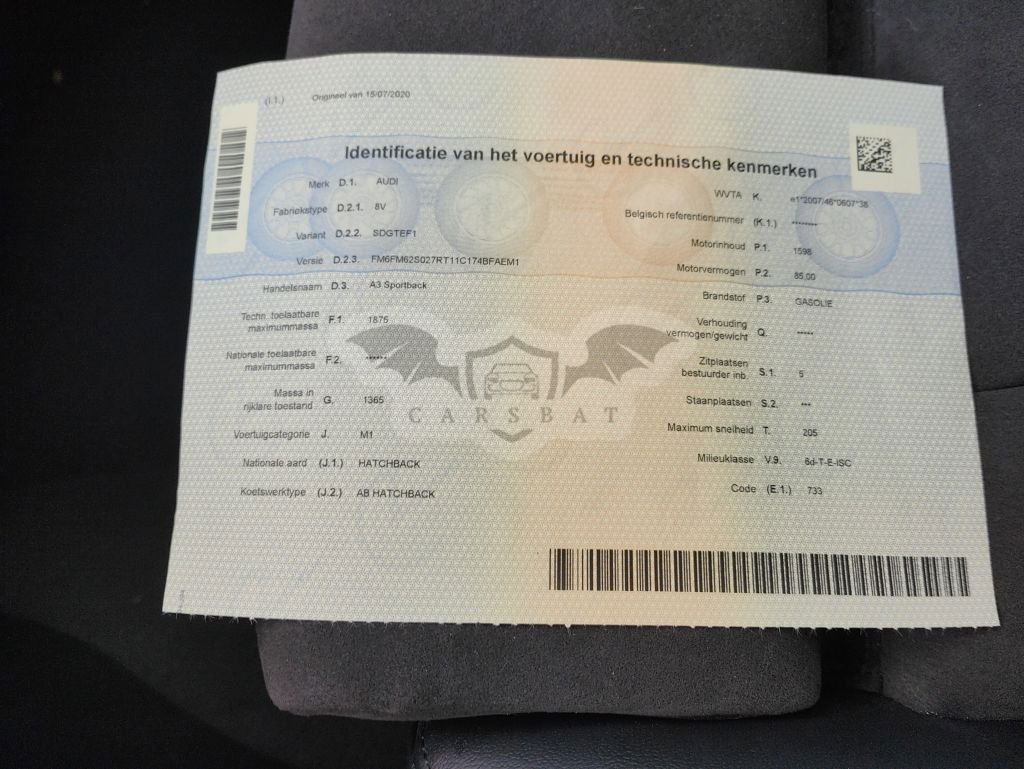 (I.1.) Origineel van 15/07/2020
Identificatie van het voertuig en technische kenmerken
Merk D.1. AUDI
Fabriekstype D.2.1. 8V
Variant D.2.2. SDGTEF1
Versie D.2.3. FM6FM62S027RT11C174BFAEM1
Handelsnaam D.3. A3 Sportback
Techn. toelaatbare
maximummassa F.1. 1875
Nationale toelaatbare
maximummassa F.2. ******
Massa in
rijklare toestand G. 1365
Voertuigcategorie J. M1
Nationale aard (J.1.) HATCHBACK
Koetswerktype (J.2.) AB HATCHBACK
WVTA K. e1*2007/46*0607*38
Belgisch referentienummer (K.1.) ********
Motorinhoud P.1. 1598
Motorvermogen P.2. 85,00
Brandstof P.3. GASOLIE
Verhouding
vermogen/gewicht Q. *****
Zitplaatsen
bestuurder inb. S.1. 5
Staanplaatsen S.2. ***
Maximum snelheid T. 205
Milieuklasse V.9. 6d-T-E-ISC
Code (E.1.) 733
CARSBAT